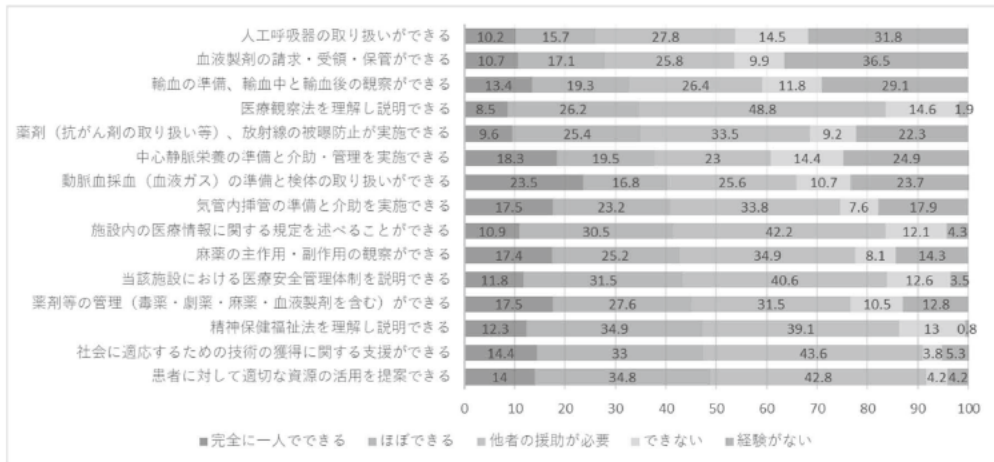 人工呼吸器の取り扱いができる 10.2 15.7 27.8 14.5 31.8
血液製剤の請求・受領・保管ができる 10.7 17.1 25.8 9.9 36.5
輸血の準備、輸血中と輸血後の観察ができる 13.4 19.3 26.4 11.8 29.1
医療観察法を理解し説明できる 8.5 26.2 48.8 14.6 1.9
薬剤（抗がん剤の取り扱い等）、放射線の被曝防止が実施できる 9.6 25.4 33.5 9.2 22.3
中心静脈栄養の準備と介助・管理を実施できる 18.3 19.5 23 14.4 24.9
動脈血採血（血液ガス）の準備と検体の取り扱いができる 23.5 16.8 25.6 10.7 23.7
気管内挿管の準備と介助を実施できる 17.5 23.2 33.8 7.6 17.9
施設内の医療情報に関する規定を述べることができる 10.9 30.5 42.2 12.1 4.3
麻薬の主作用・副作用の観察ができる 17.4 25.2 34.9 8.1 14.3
当該施設における医療安全管理体制を説明できる 11.8 31.5 40.6 12.6 3.5
薬剤等の管理（毒薬・劇薬・麻薬・血液製剤を含む）ができる 17.5 27.6 31.5 10.5 12.8
精神保健福祉法を理解し説明できる 12.3 34.9 39.1 13 0.8
社会に適応するための技術の獲得に関する支援ができる 14.4 33 43.6 3.8 5.3
患者に対して適切な資源の活用を提案できる 14 34.8 42.8 4.2 4.2
0 10 20 30 40 50 60 70 80 90 100
■完全に一人でできる ■ほぼできる ■他者の援助が必要 ■できない ■経験がない